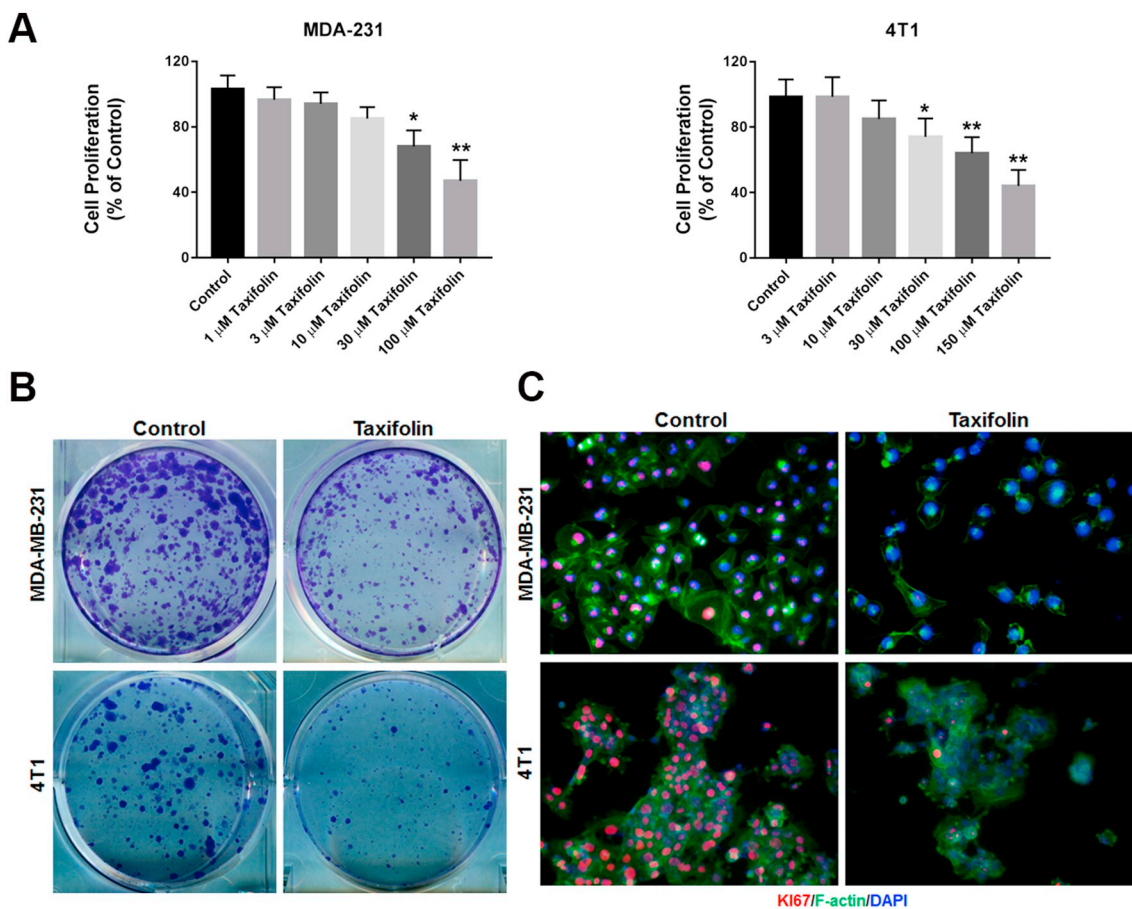 A
MDA-231
Cell Proliferation
(% of Control)
120
80
40
0
*
**
Control
1 μM Taxifolin
3 μM Taxifolin
10 μM Taxifolin
30 μM Taxifolin
100 μM Taxifolin
4T1
Cell Proliferation
(% of Control)
120
80
40
0
*
**
**
Control
3 μM Taxifolin
10 μM Taxifolin
30 μM Taxifolin
100 μM Taxifolin
150 μM Taxifolin
B
Control
Taxifolin
MDA-MB-231
4T1
C
Control
Taxifolin
MDA-MB-231
4T1
KI67/F-actin/DAPI